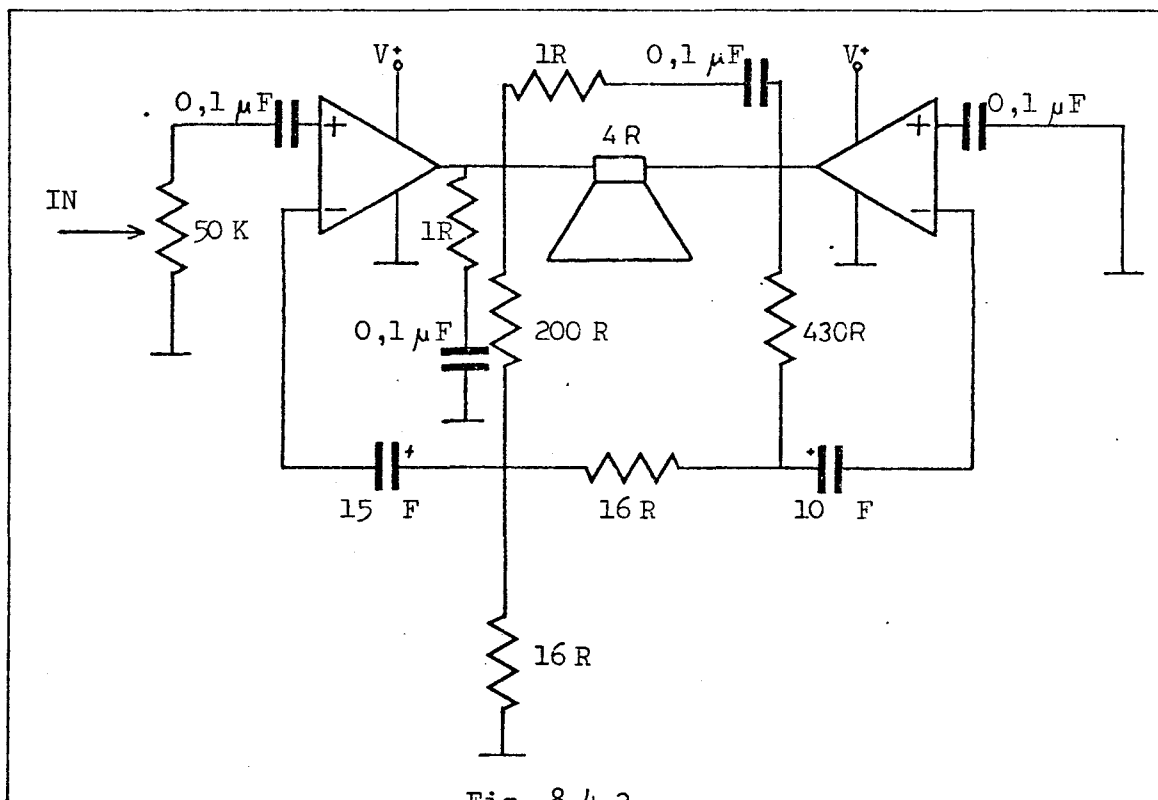 V⁺
1R
0,1 μF
V⁺
0,1 μF
+
4R
+
0,1 μF
IN
50 K
−
1R
−
0,1 μF
200 R
430R
+
+
15 F
16 R
10 F
16 R
Fig. 8.4.2